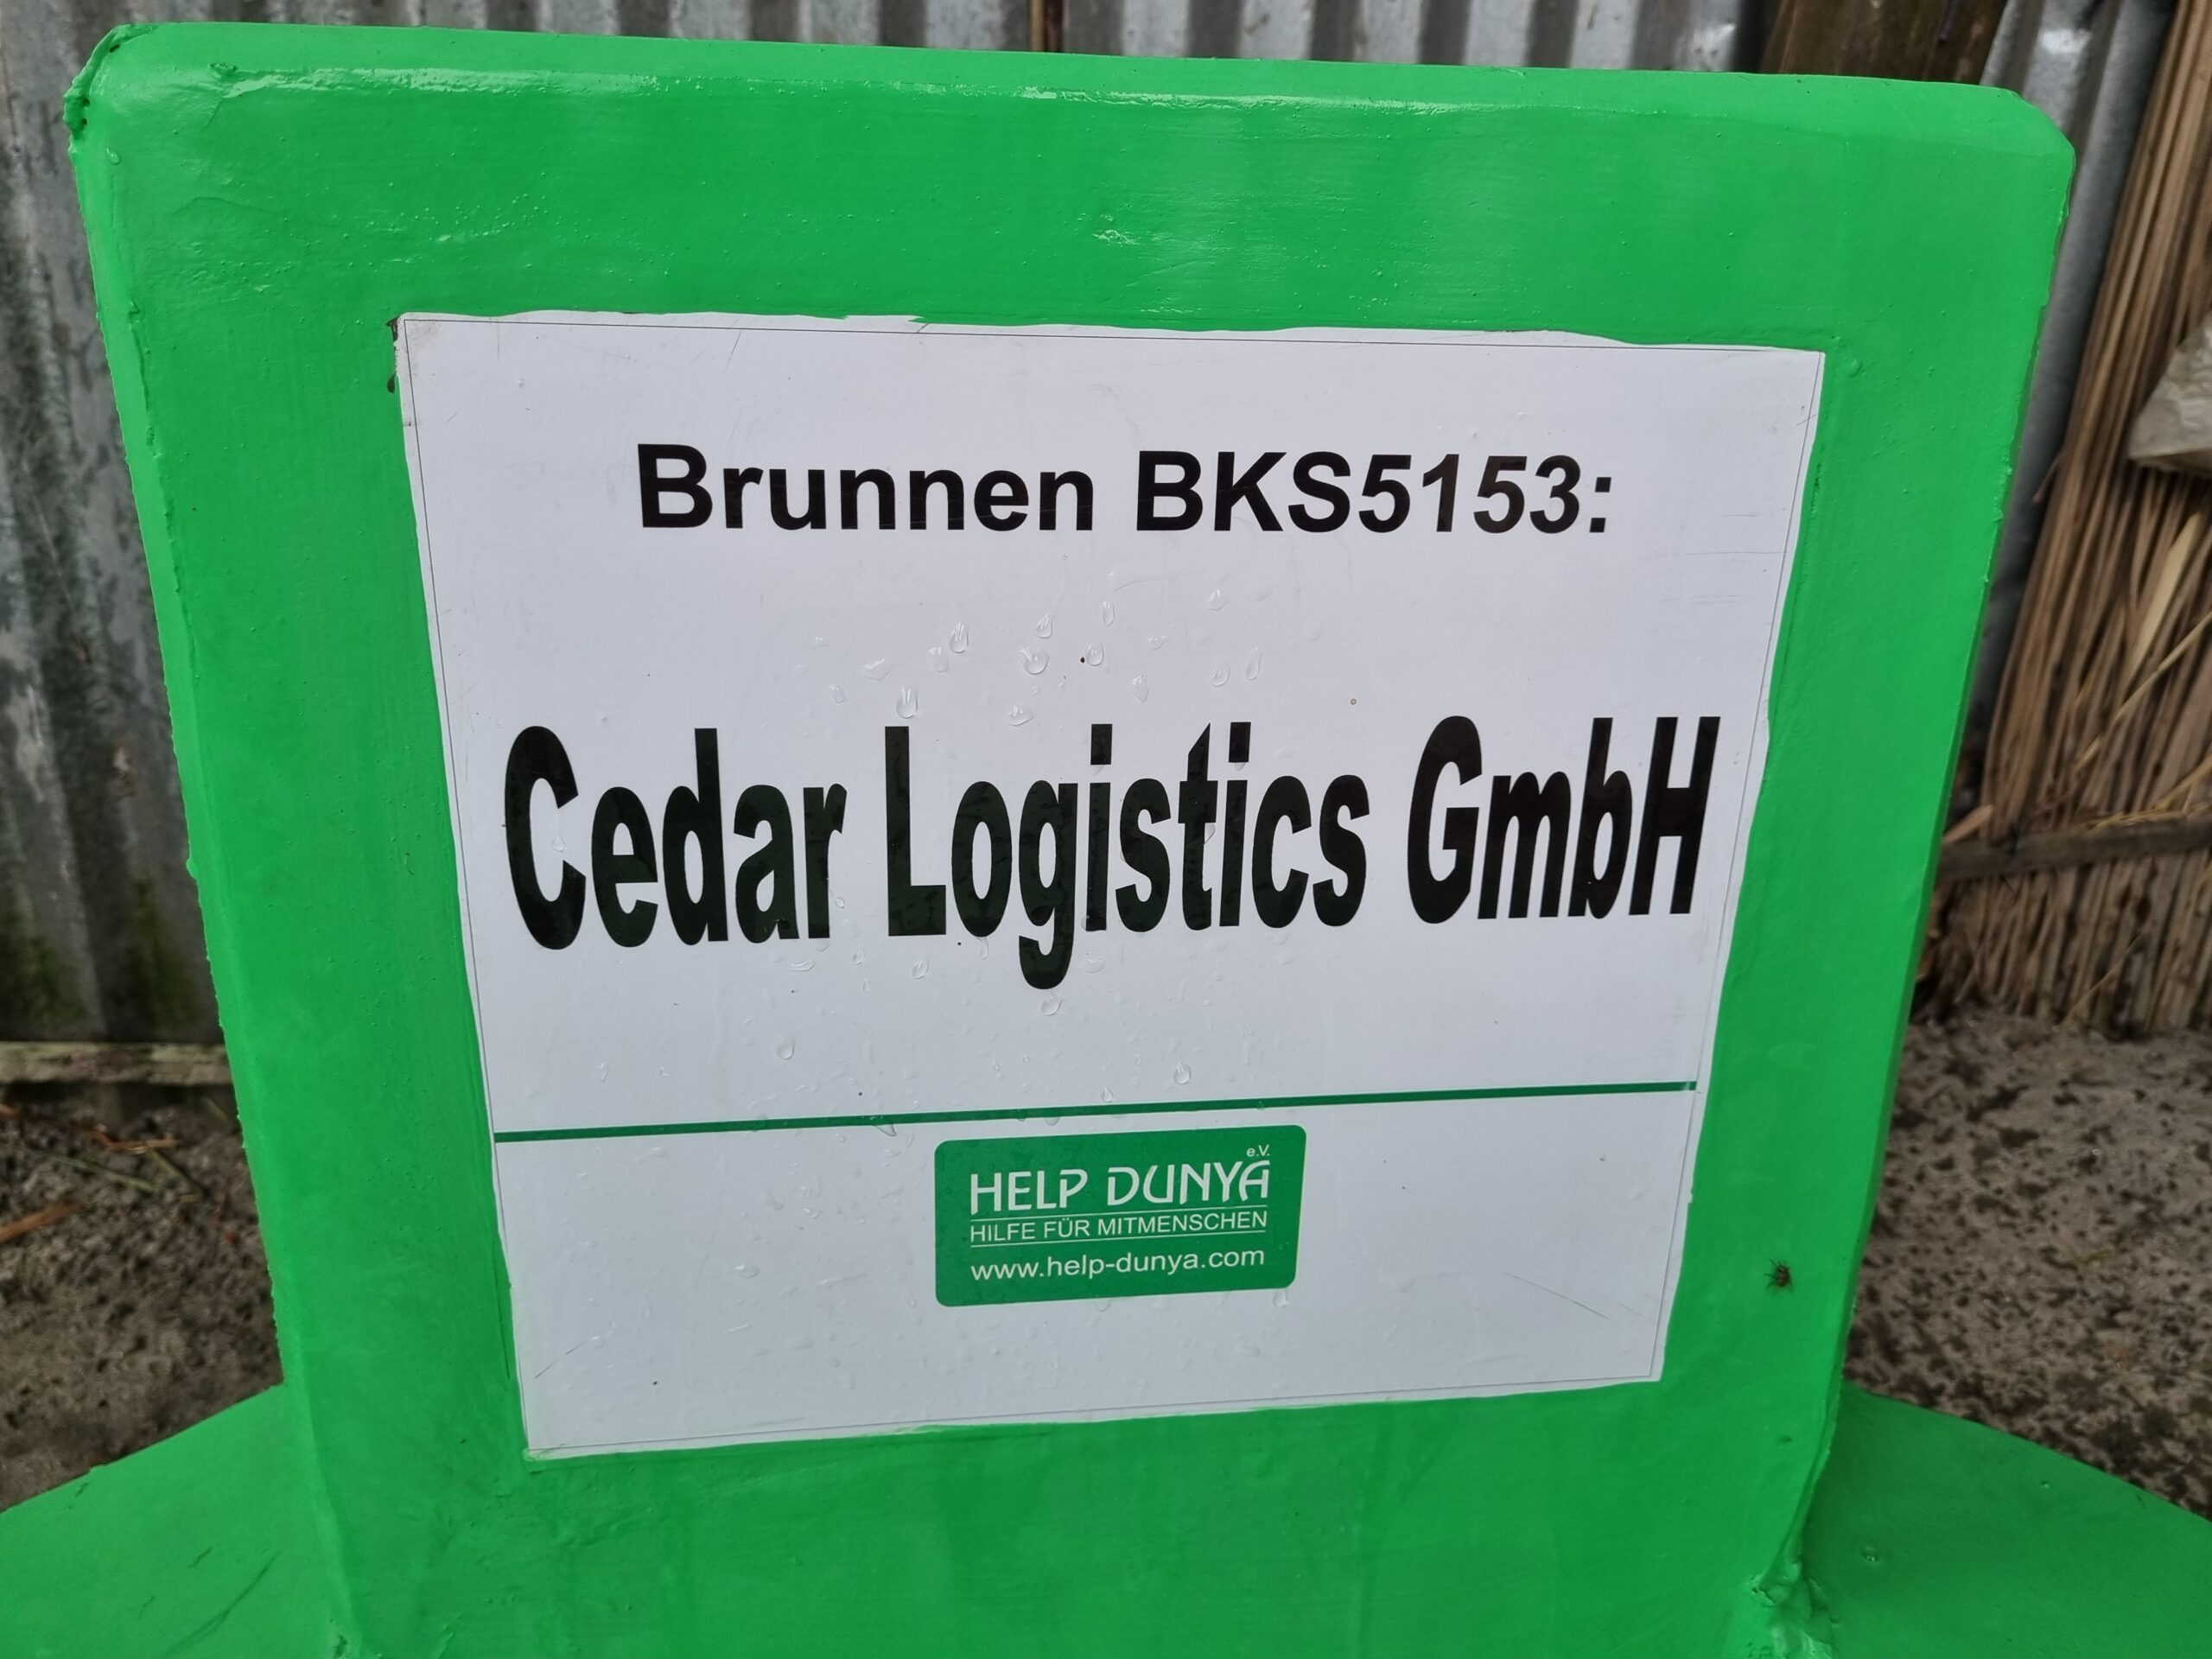 Brunnen BKS5153:
Cedar Logistics GmbH
HELP DUNYA e.V.
HILFE FÜR MITMENSCHEN
www.help-dunya.com